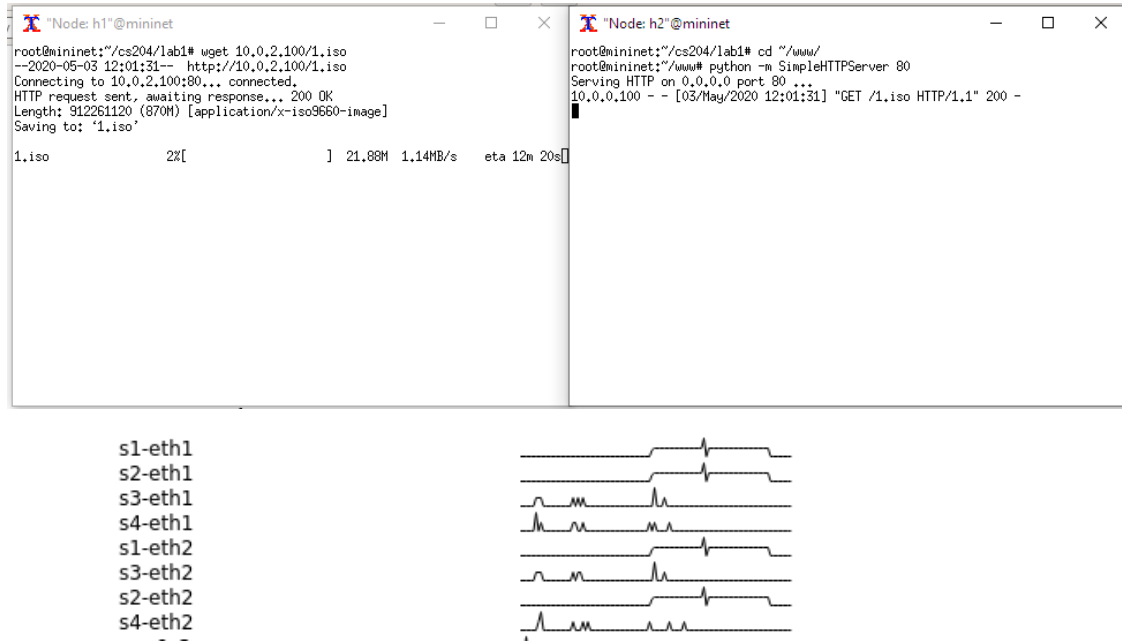 "Node: h1"@mininet
root@mininet:~/cs204/lab1# wget 10.0.2.100/1.iso
--2020-05-03 12:01:31--  http://10.0.2.100/1.iso
Connecting to 10.0.2.100:80... connected.
HTTP request sent, awaiting response... 200 OK
Length: 912261120 (870M) [application/x-iso9660-image]
Saving to: ‘1.iso’
1.iso 2%[ ] 21.88M 1.14MB/s eta 12m 20s
"Node: h2"@mininet
root@mininet:~/cs204/lab1# cd ~/www/
root@mininet:~/www# python -m SimpleHTTPServer 80
Serving HTTP on 0.0.0.0 port 80 ...
10.0.0.100 - - [03/May/2020 12:01:31] "GET /1.iso HTTP/1.1" 200 -
s1-eth1
s2-eth1
s3-eth1
s4-eth1
s1-eth2
s3-eth2
s2-eth2
s4-eth2